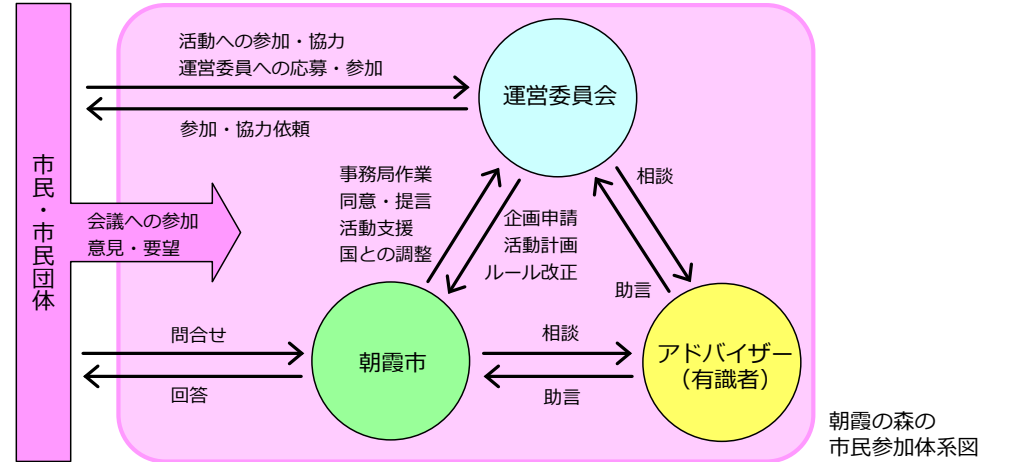 活動への参加・協力
運営委員への応募・参加
参加・協力依頼
運営委員会
市民・市民団体
会議への参加
意見・要望
事務局作業
同意・提言
活動支援
国との調整
企画申請
活動計画
ルール改正
相談
助言
問合せ
回答
朝霞市
相談
助言
アドバイザー
（有識者）
朝霞の森の
市民参加体系図